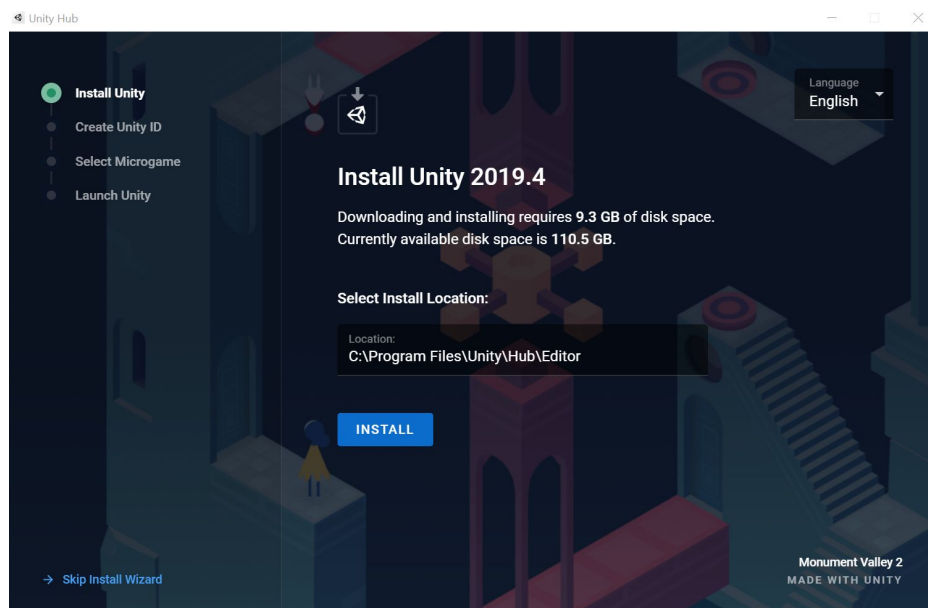 Unity Hub
Install Unity
Create Unity ID
Select Microgame
Launch Unity
Language
English
Install Unity 2019.4
Downloading and installing requires 9.3 GB of disk space.
Currently available disk space is 110.5 GB.
Select Install Location:
Location:
C:\Program Files\Unity\Hub\Editor
INSTALL
Skip Install Wizard
Monument Valley 2
MADE WITH UNITY